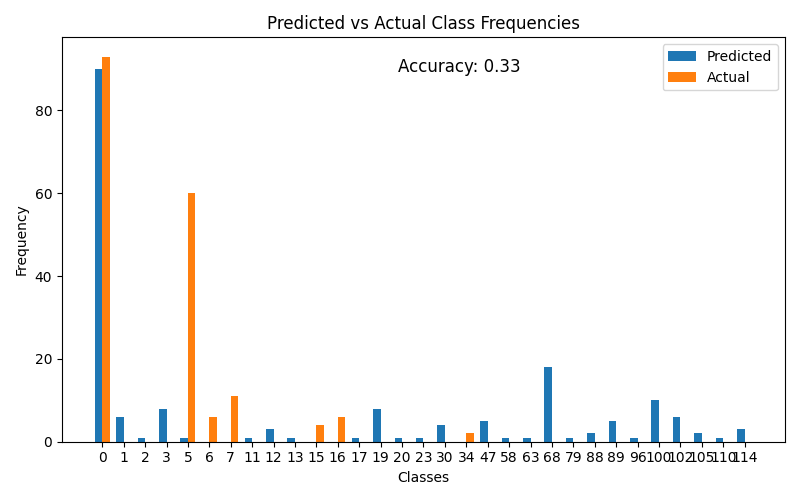 Predicted vs Actual Class Frequencies
Accuracy: 0.33
Predicted
Actual
Frequency
80
60
40
20
0
0 1 2 3 5 6 7 11 12 13 15 16 17 19 20 23 30 34 47 58 63 68 79 88 89 96 100 102 105 110 114
Classes